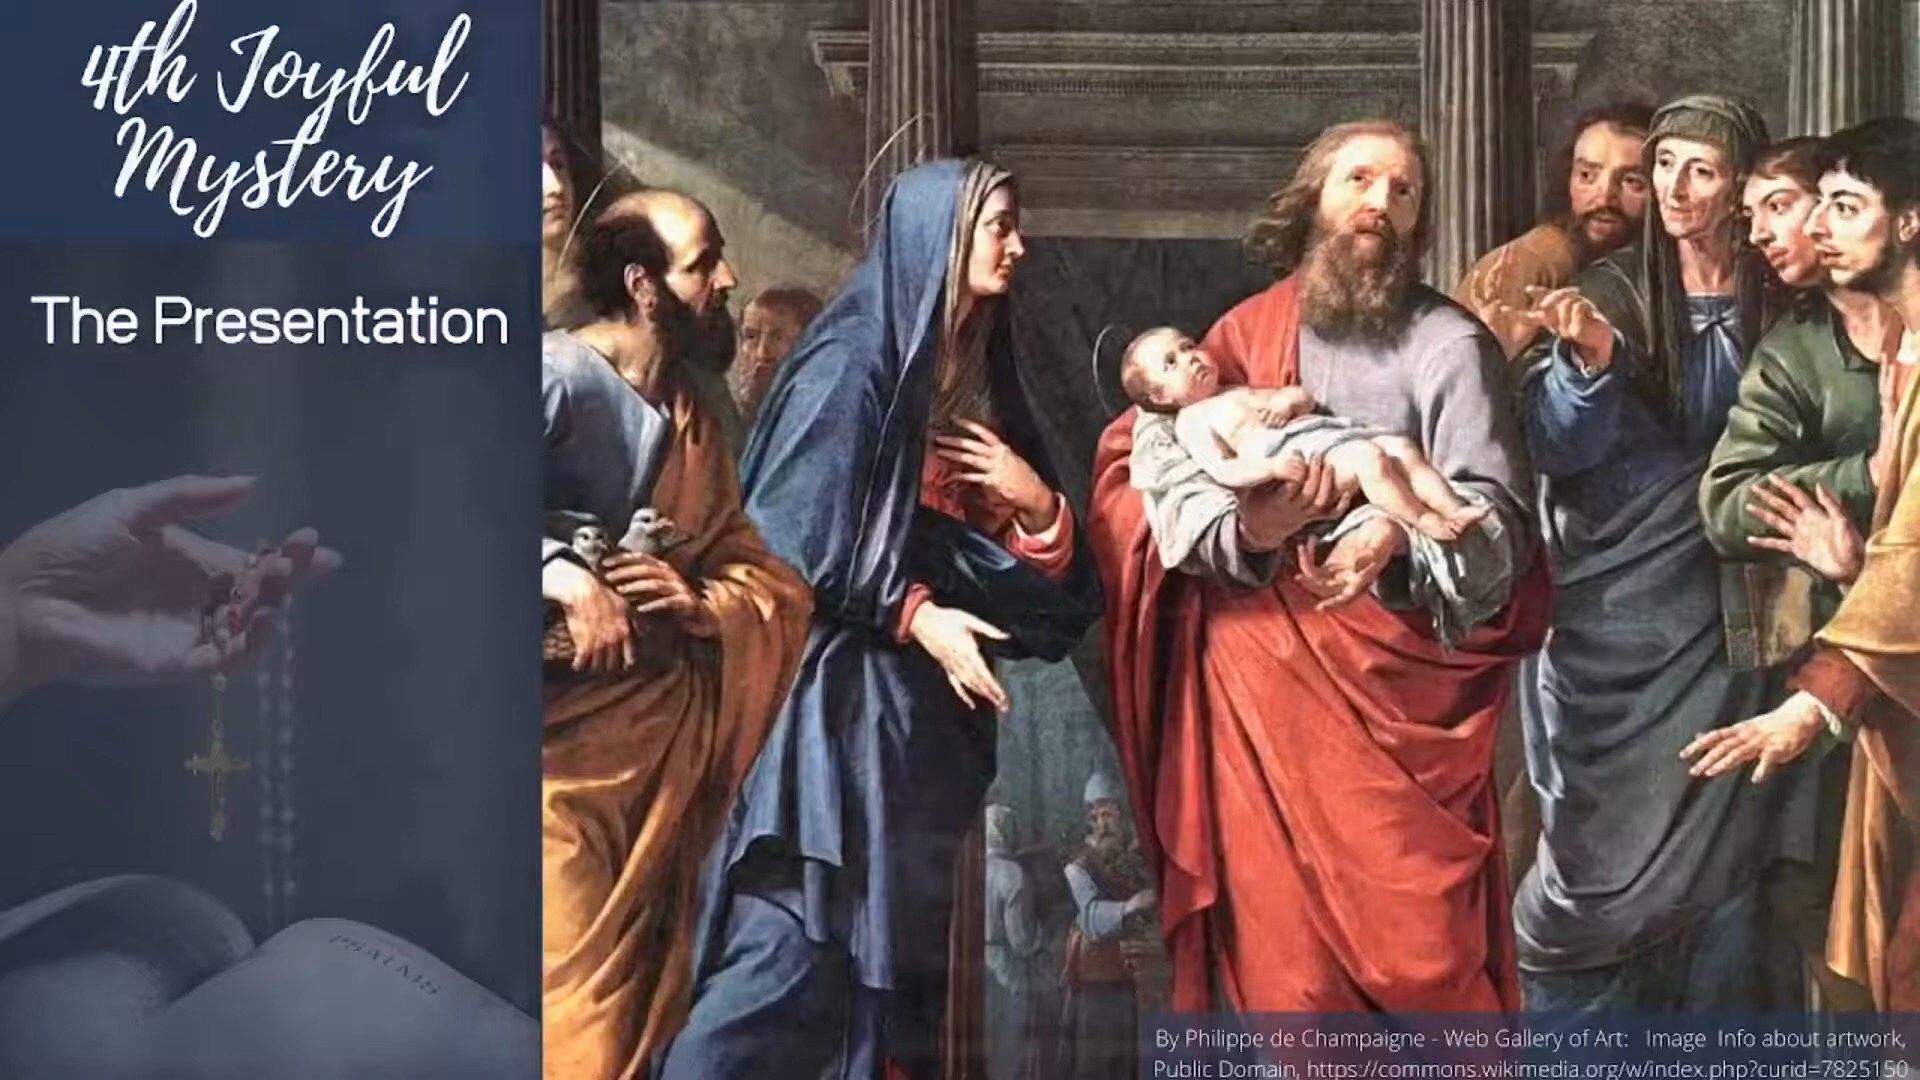 4th Joyful
Mystery
The Presentation
PSALMS
By Philippe de Champaigne - Web Gallery of Art: Image Info about artwork,
Public Domain, https://commons.wikimedia.org/w/index.php?curid=7825150